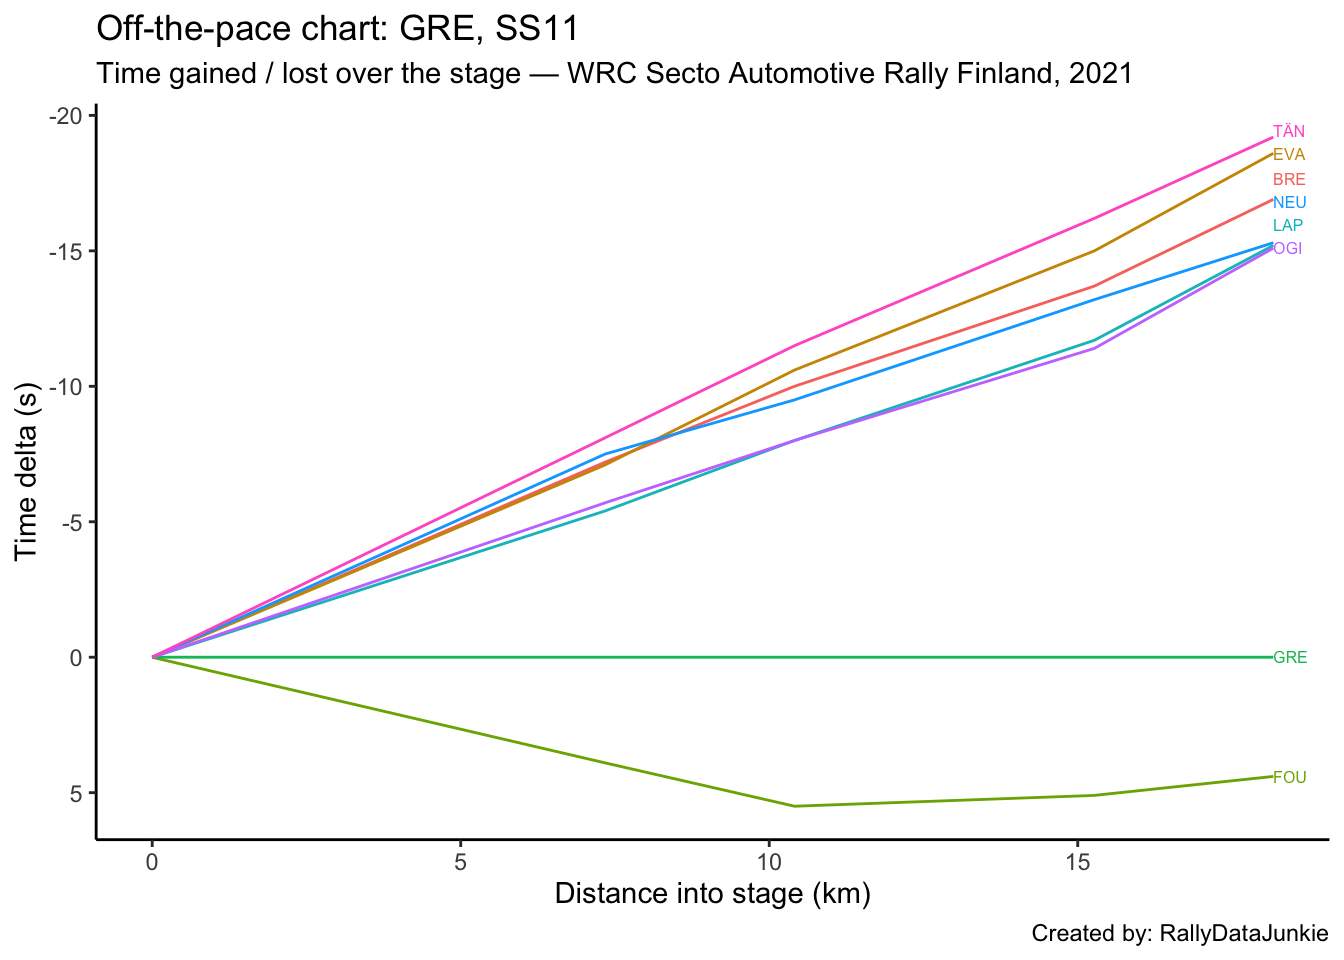 Off-the-pace chart: GRE, SS11
Time gained / lost over the stage — WRC Secto Automotive Rally Finland, 2021
Time delta (s)
-20
-15
-10
-5
0
5
TÄN
EVA
BRE
NEU
LAP
OGI
GRE
FOU
0
5
10
15
Distance into stage (km)
Created by: RallyDataJunkie